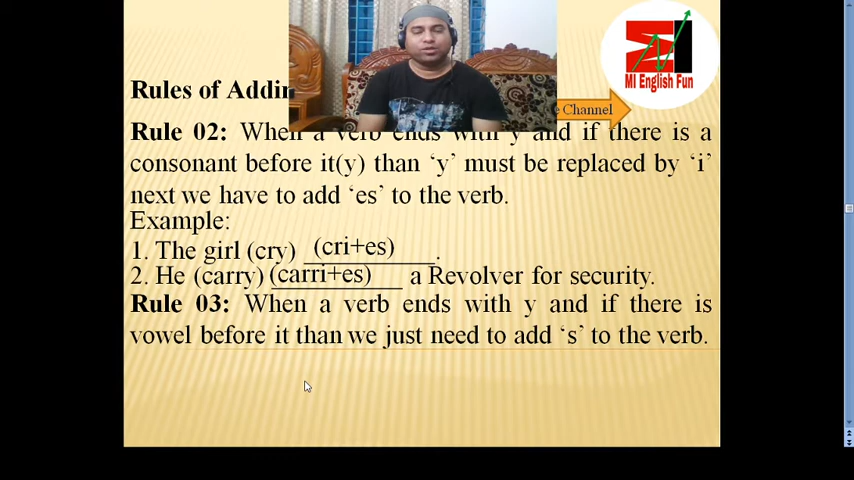 Rules of Addin
MI English Fun
Channel
Rule 02: When a verb ends with y and if there is a
consonant before it(y) than ‘y’ must be replaced by ‘i’
next we have to add ‘es’ to the verb.
Example:
1. The girl (cry) (cri+es)________.
2. He (carry) (carri+es) a Revolver for security.
Rule 03: When a verb ends with y and if there is
vowel before it than we just need to add ‘s’ to the verb.